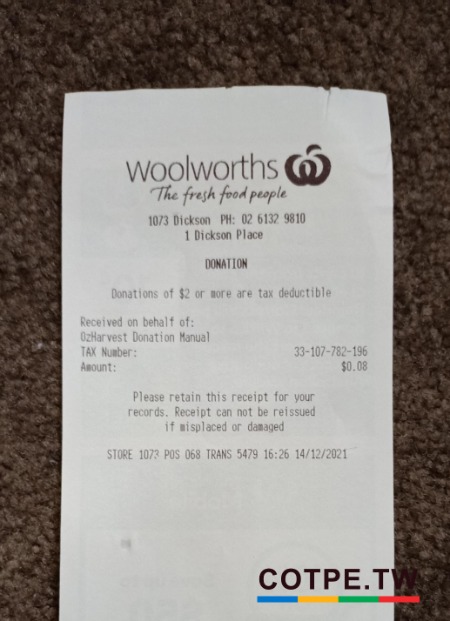 woolworths
The fresh food people
1073 Dickson PH: 02 6132 9810
1 Dickson Place
DONATION
Donations of $2 or more are tax deductible
Received on behalf of:
OzHarvest Donation Manual
TAX Number: 33-107-782-196
Amount: $0.08
Please retain this receipt for your
records. Receipt can not be reissued
if misplaced or damaged
STORE 1073 POS 068 TRANS 5479 16:26 14/12/2021
COTPE.TW